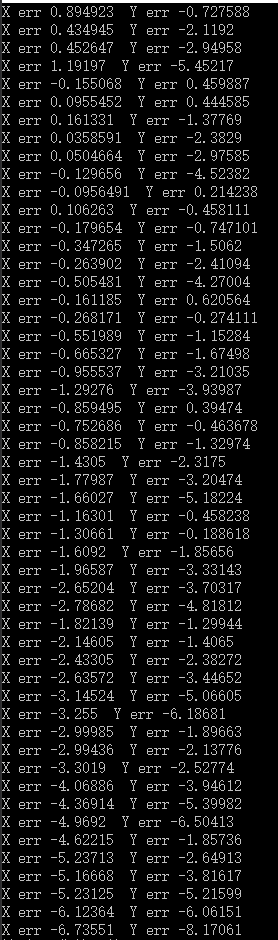 X err 0.894923  Y err -0.727588
X err 0.434945  Y err -2.1192
X err 0.452647  Y err -2.94958
X err 1.19197  Y err -5.45217
X err -0.155068  Y err 0.459887
X err 0.0955452  Y err 0.444585
X err 0.161331  Y err -1.37769
X err 0.0358591  Y err -2.3829
X err 0.0504664  Y err -2.97585
X err -0.129656  Y err -4.52382
X err -0.0956491  Y err 0.214238
X err 0.106263  Y err -0.458111
X err -0.179654  Y err -0.747101
X err -0.347265  Y err -1.5062
X err -0.263902  Y err -2.41094
X err -0.505481  Y err -4.27004
X err -0.161185  Y err 0.620564
X err -0.268171  Y err -0.274111
X err -0.551989  Y err -1.15284
X err -0.665327  Y err -1.67498
X err -0.955537  Y err -3.21035
X err -1.29276  Y err -3.93987
X err -0.859495  Y err 0.39474
X err -0.752686  Y err -0.463678
X err -0.858215  Y err -1.32974
X err -1.4305  Y err -2.3175
X err -1.77987  Y err -3.20474
X err -1.66027  Y err -5.18224
X err -1.16301  Y err -0.458238
X err -1.30661  Y err -0.188618
X err -1.6092  Y err -1.85656
X err -1.96587  Y err -3.33143
X err -2.65204  Y err -3.70317
X err -2.78682  Y err -4.81812
X err -1.82139  Y err -1.29944
X err -2.14605  Y err -1.4065
X err -2.43305  Y err -2.38272
X err -2.63572  Y err -3.44652
X err -3.14524  Y err -5.06605
X err -3.255  Y err -6.18681
X err -2.99985  Y err -1.89663
X err -2.99436  Y err -2.13776
X err -3.3019  Y err -2.52774
X err -4.06886  Y err -3.94612
X err -4.36914  Y err -5.39982
X err -4.9692  Y err -6.50413
X err -4.62215  Y err -1.85736
X err -5.23713  Y err -2.64913
X err -5.16668  Y err -3.81617
X err -5.23125  Y err -5.21599
X err -6.12364  Y err -6.06151
X err -6.73551  Y err -8.17061